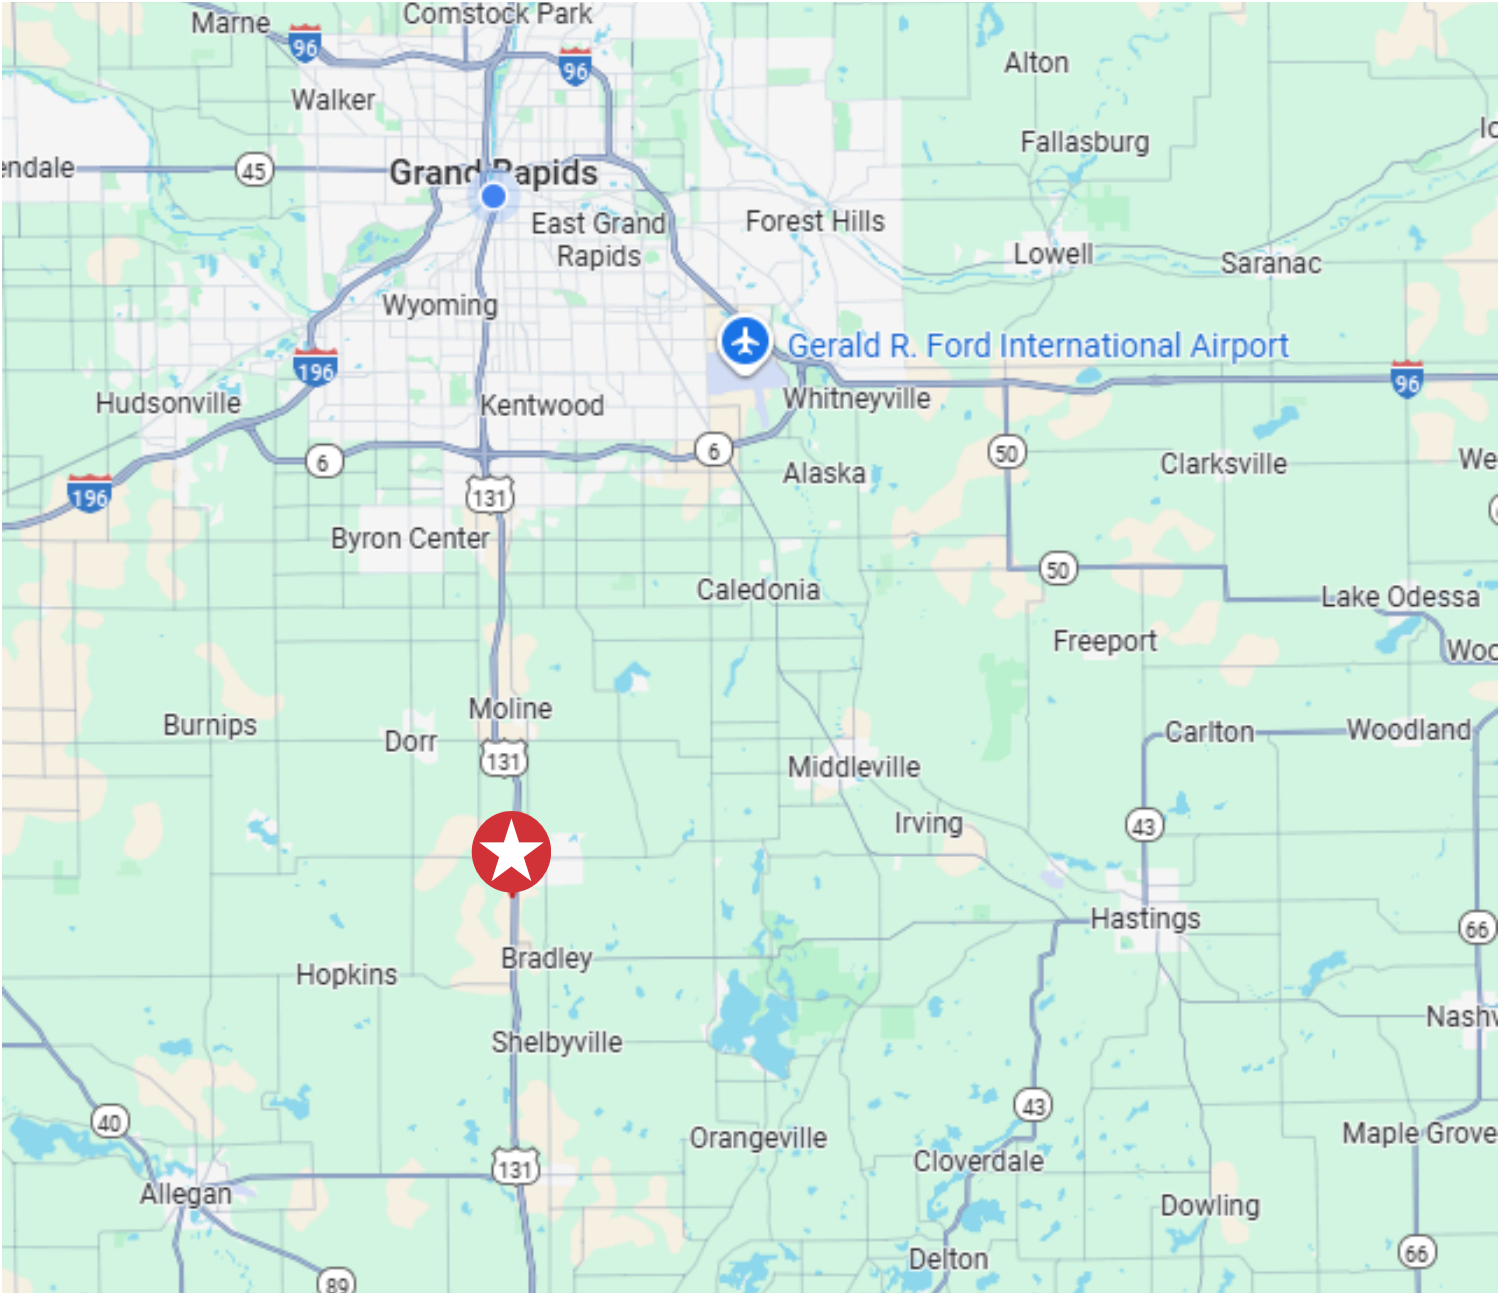 Comstock Park
Marne
96
96
Alton
Walker
Fallasburg
45
Grand Rapids
East Grand
Rapids
Forest Hills
Lowell
Saranac
Wyoming
Gerald R. Ford International Airport
196
96
Hudsonville
Kentwood
Whitneyville
6
6
50
Clarksville
Alaska
196
131
Byron Center
50
Caledonia
Lake Odessa
Freeport
Moline
Burnips
Dorr
Carlton
Woodland
131
Middleville
Irving
43
Hastings
66
Bradley
Hopkins
Shelbyville
43
40
Orangeville
Maple Grove
Cloverdale
131
Allegan
Dowling
Delton
66
89